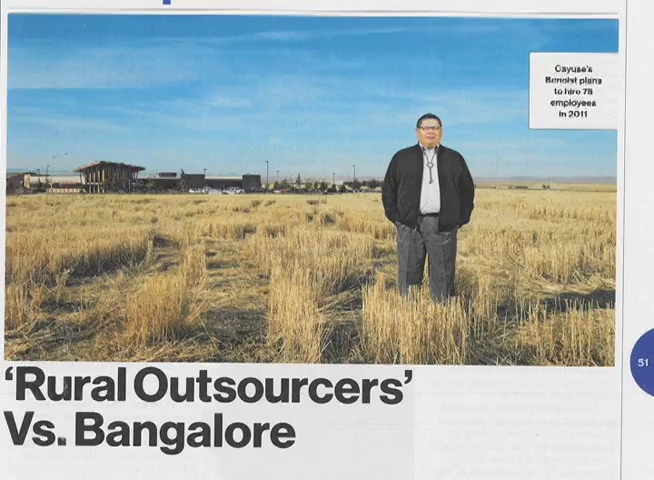 Cayuse's
Benoist plans
to hire 78
employees
in 2011
51
'Rural Outsourcers'
Vs. Bangalore